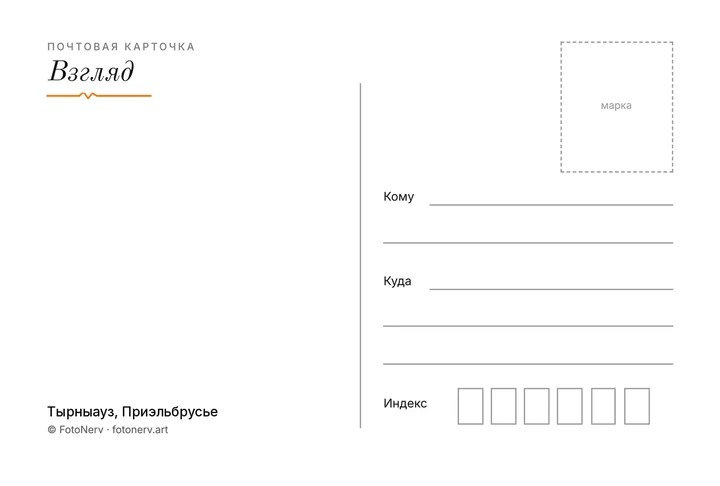 ПОЧТОВАЯ КАРТОЧКА
Взгляд
марка
Кому
Куда
Индекс
Тырныауз, Приэльбрусье
© FotoNerv · fotonerv.art